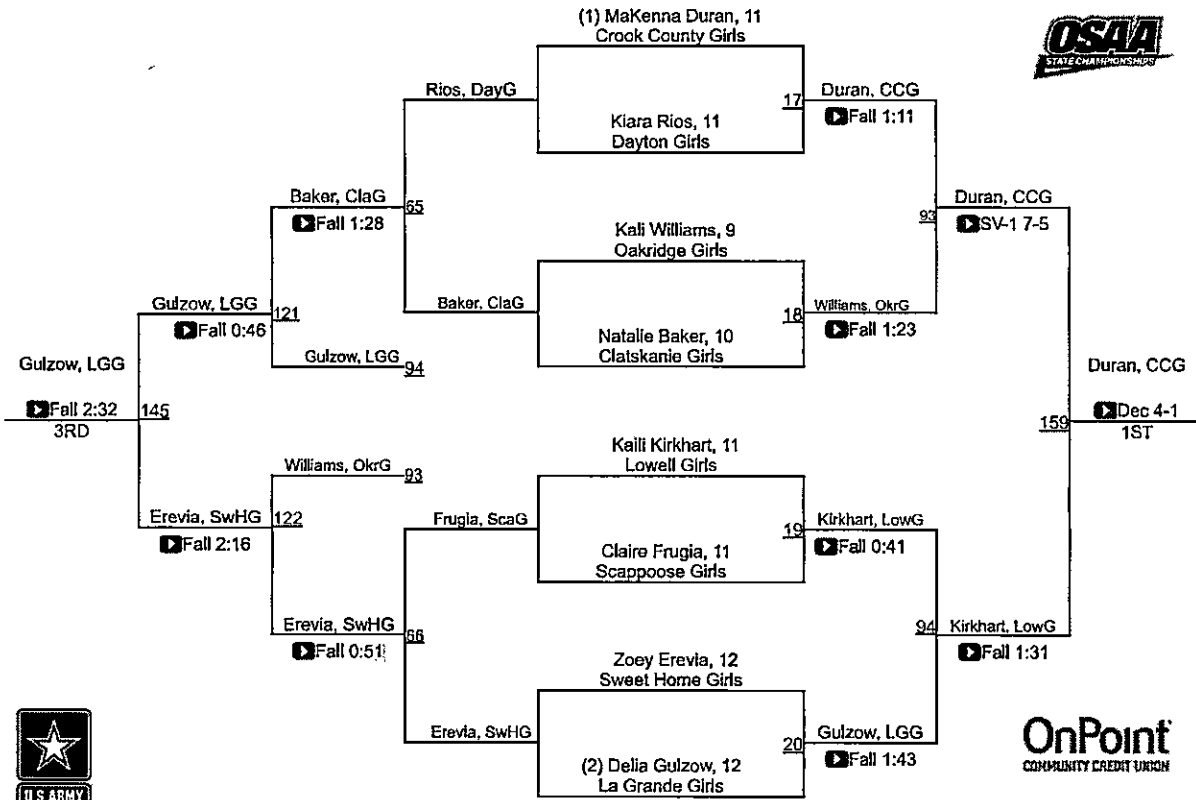 (1) MaKenna Duran, 11
Crook County Girls
OSAA
STATE CHAMPIONSHIPS
Rios, DayG
17
Duran, CCG
Fall 1:11
Kiara Rios, 11
Dayton Girls
Baker, ClaG
65
Fall 1:28
93
Duran, CCG
SV-1 7-5
Kali Williams, 9
Oakridge Girls
Gulzow, LGG
121
Fall 0:46
Baker, ClaG
18
Williams, OkrG
Fall 1:23
Natalie Baker, 10
Clatskanie Girls
Gulzow, LGG
94
Gulzow, LGG
Fall 2:32
145
3RD
Duran, CCG
159
Dec 4-1
1ST
Kaili Kirkhart, 11
Lowell Girls
Williams, OkrG
93
Erevia, SwHG
122
Fall 2:16
Frugia, ScaG
19
Kirkhart, LowG
Fall 0:41
Claire Frugia, 11
Scappoose Girls
Erevia, SwHG
66
Fall 0:51
94
Kirkhart, LowG
Fall 1:31
Zoey Erevia, 12
Sweet Home Girls
Erevia, SwHG
20
Gulzow, LGG
Fall 1:43
(2) Delia Gulzow, 12
La Grande Girls
U.S. ARMY
OnPoint
COMMUNITY CREDIT UNION